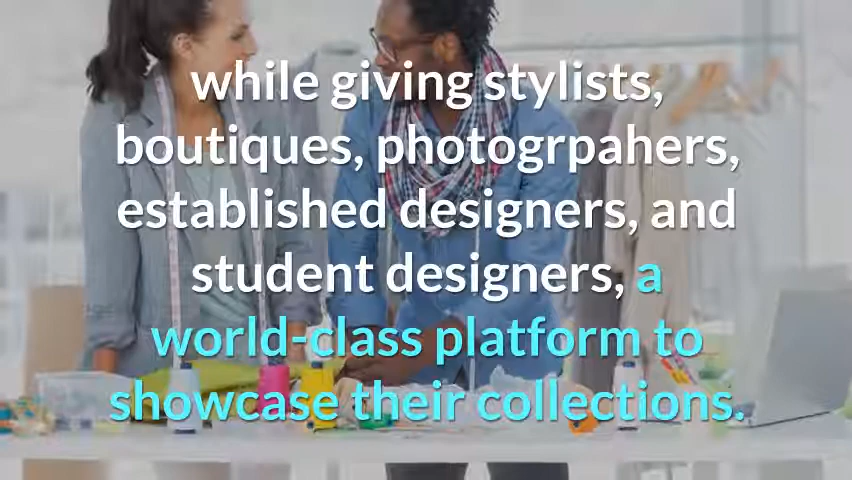 while giving stylists,
boutiques, photogrpahers,
established designers, and
student designers, a
world-class platform to
showcase their collections.